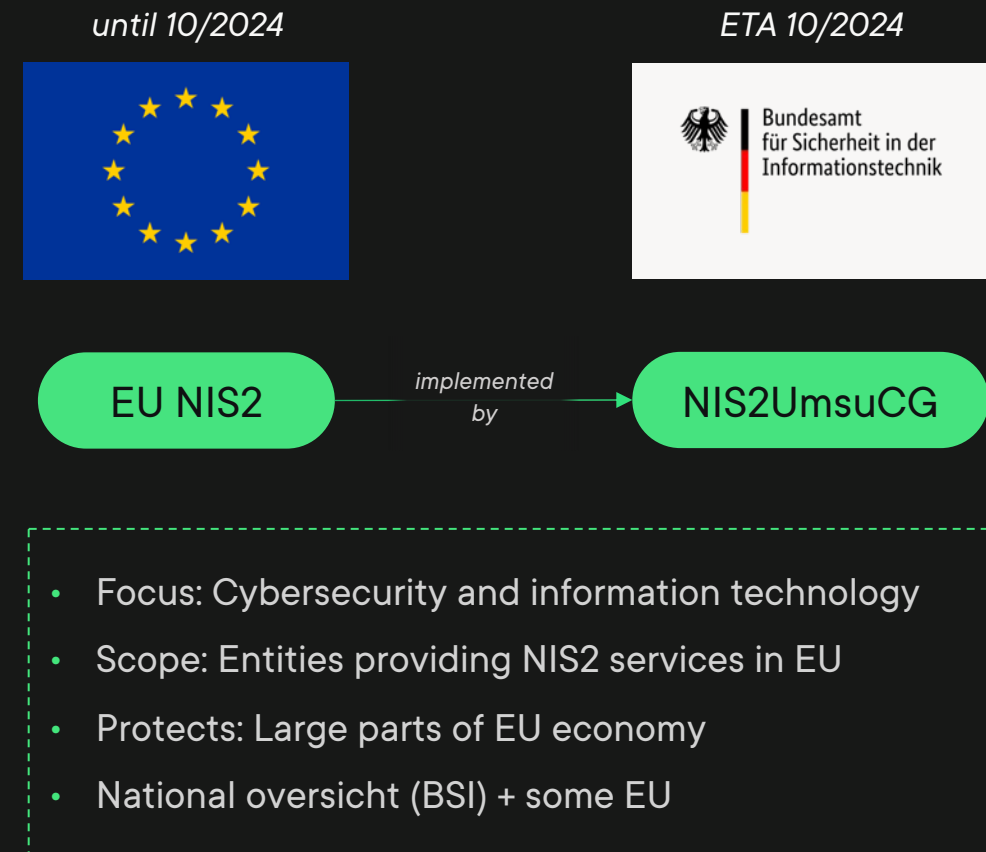 until 10/2024
ETA 10/2024
Bundesamt
für Sicherheit in der
Informationstechnik
EU NIS2
implemented
by
NIS2UmsuCG
• Focus: Cybersecurity and information technology
• Scope: Entities providing NIS2 services in EU
• Protects: Large parts of EU economy
• National oversicht (BSI) + some EU